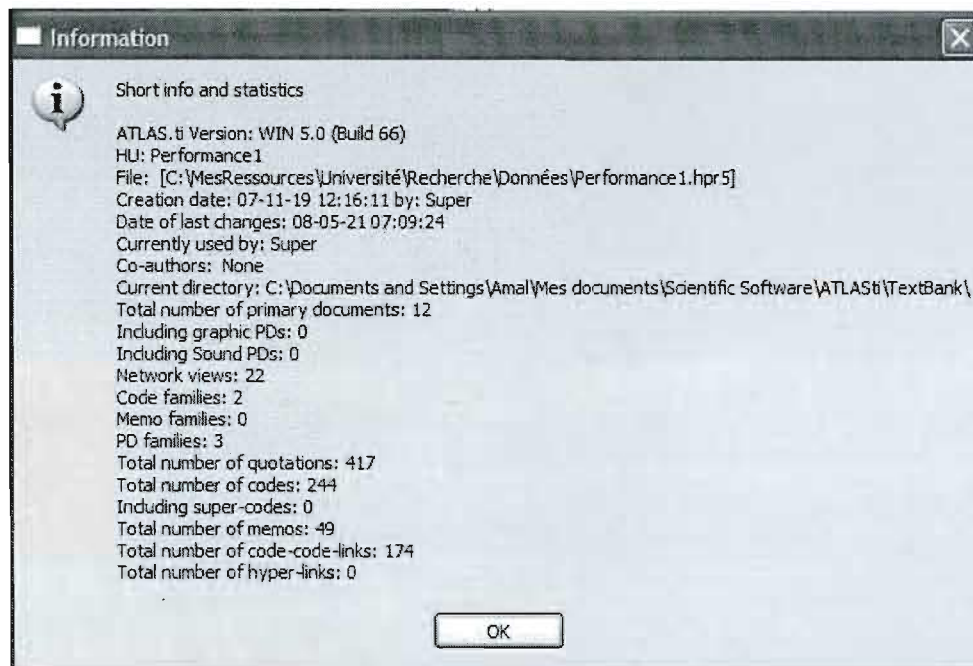 Information
Short info and statistics
ATLAS.ti Version: WIN 5.0 (Build 66)
HU: Performance1
File: [C:\MesRessources\Université\Recherche\Données\Performance1.hpr5]
Creation date: 07-11-19 12:16:11 by: Super
Date of last changes: 08-05-21 07:09:24
Currently used by: Super
Co-authors: None
Current directory: C:\Documents and Settings\Amal\Mes documents\Scientific Software\ATLASti\TextBank\
Total number of primary documents: 12
Including graphic PDs: 0
Including Sound PDs: 0
Network views: 22
Code families: 2
Memo families: 0
PD families: 3
Total number of quotations: 417
Total number of codes: 244
Including super-codes: 0
Total number of memos: 49
Total number of code-code-links: 174
Total number of hyper-links: 0
OK